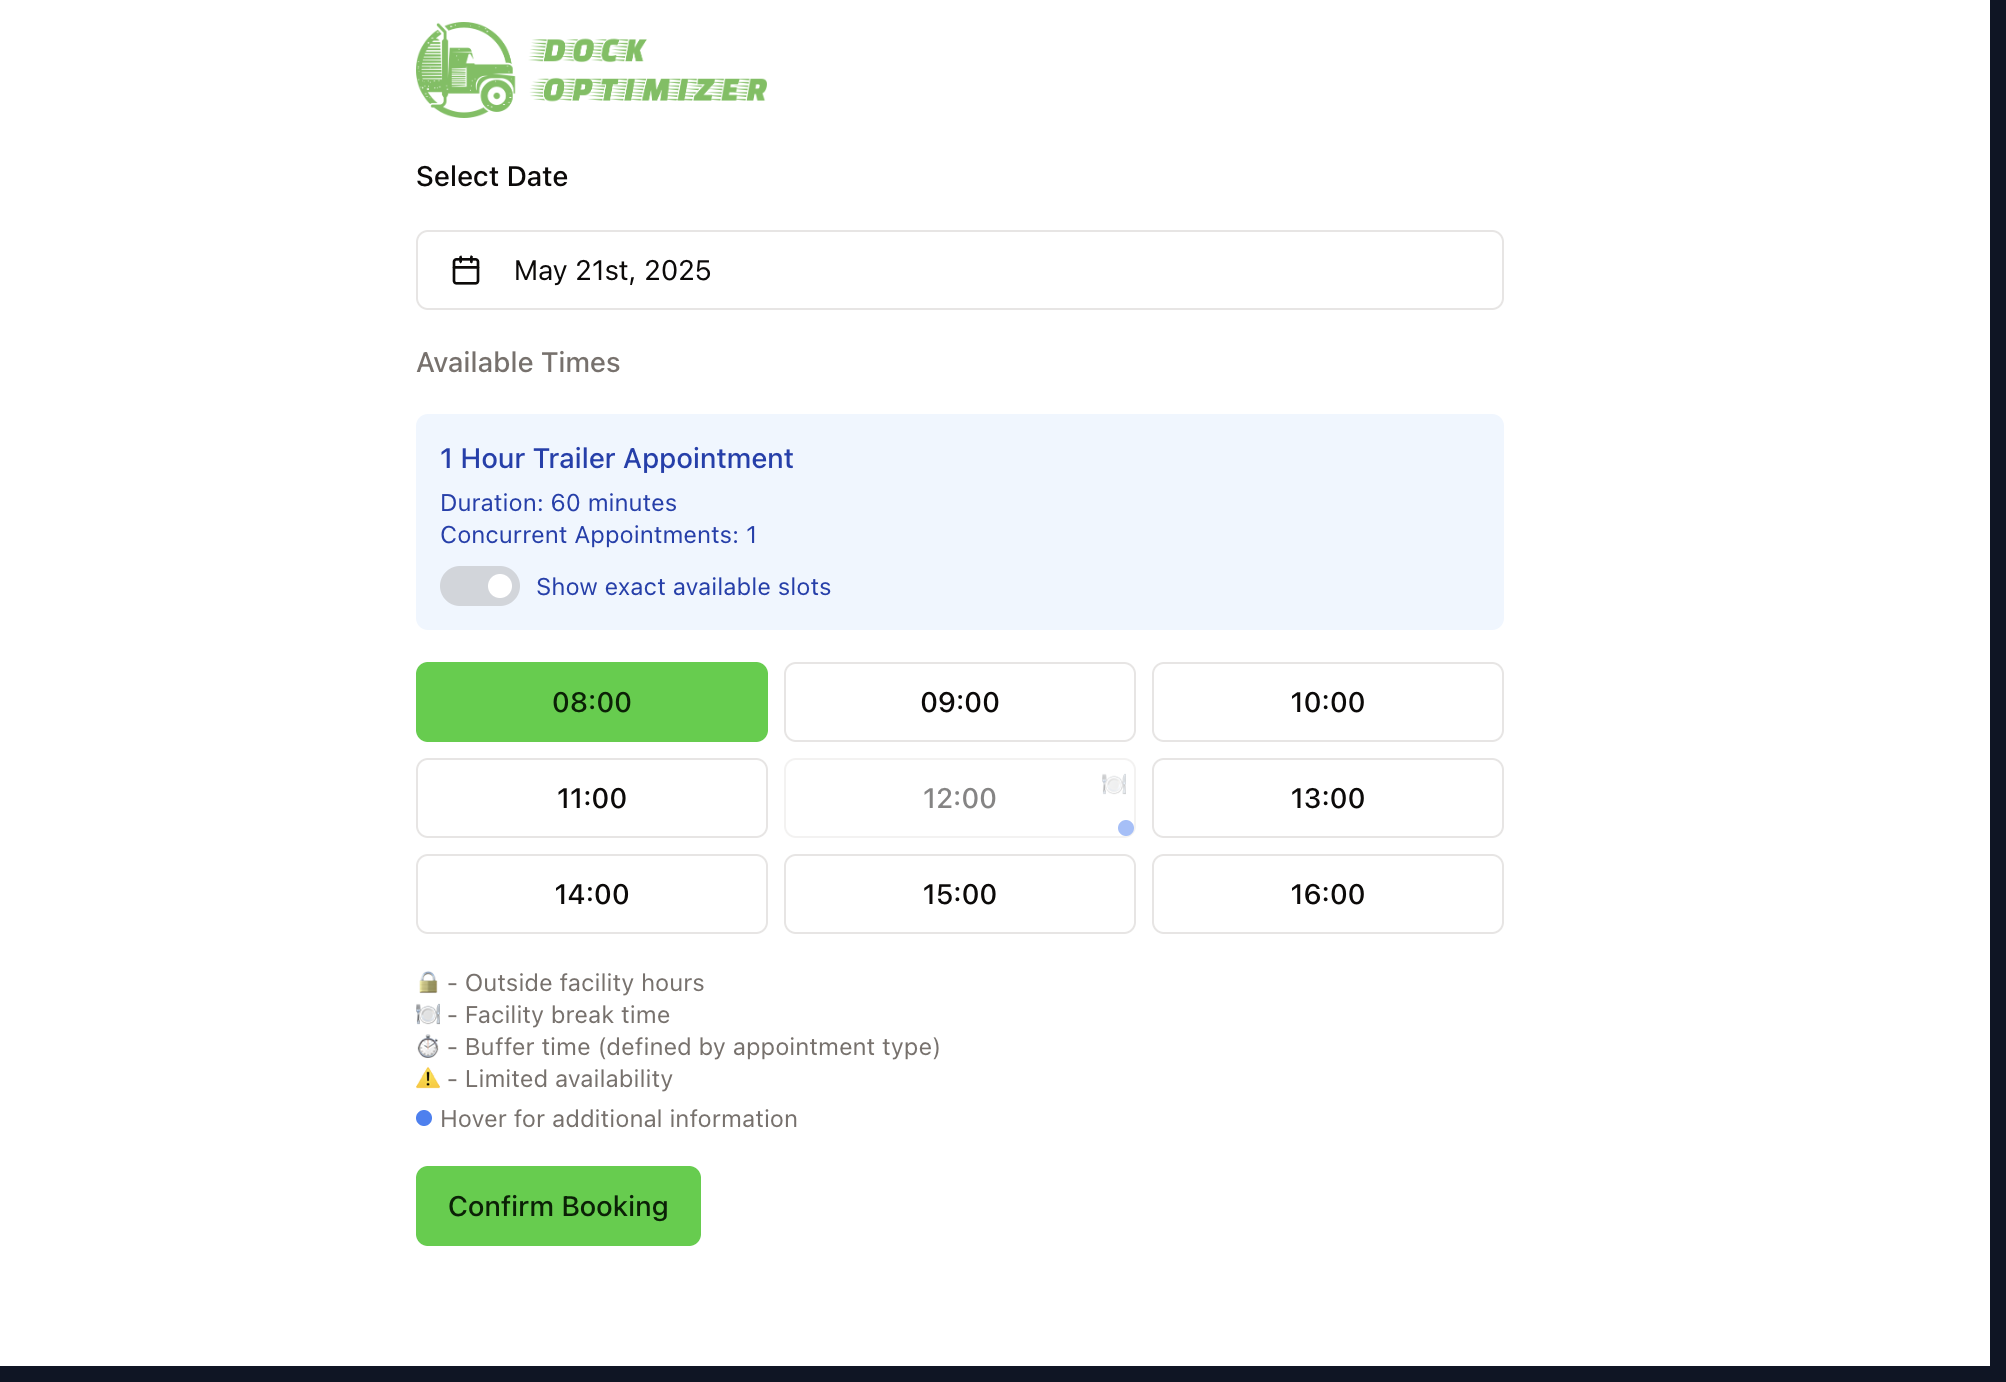 DOCK
OPTIMIZER
Select Date
May 21st, 2025
Available Times
1 Hour Trailer Appointment
Duration: 60 minutes
Concurrent Appointments: 1
Show exact available slots
08:00
09:00
10:00
11:00
12:00
13:00
14:00
15:00
16:00
🔒 - Outside facility hours
🍽️ - Facility break time
⏱️ - Buffer time (defined by appointment type)
⚠️ - Limited availability
Hover for additional information
Confirm Booking